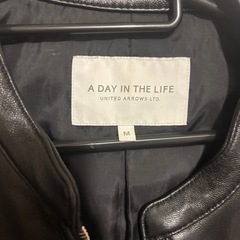 A DAY IN THE LIFE
UNITED ARROWS LTD.
M